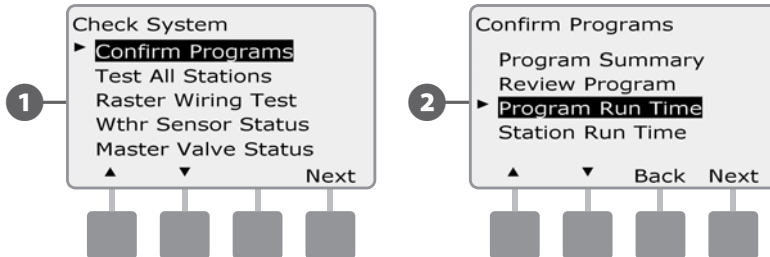 1
Check System
Confirm Programs
Test All Stations
Raster Wiring Test
Wthr Sensor Status
Master Valve Status
Next
2
Confirm Programs
Program Summary
Review Program
Program Run Time
Station Run Time
Back Next